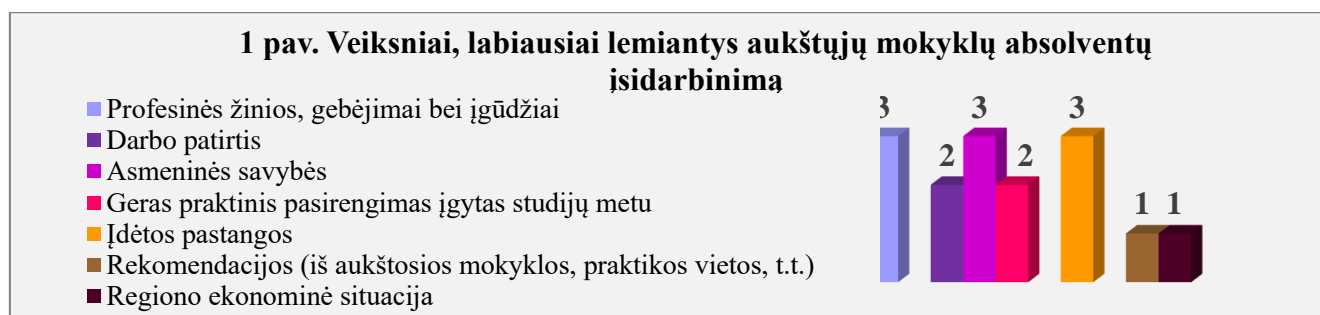 1 pav. Veiksniai, labiausiai lemiantys aukštųjų mokyklų absolventų
įsidarbinimą
Profesinės žinios, gebėjimai bei įgūdžiai
Darbo patirtis
Asmeninės savybės
Geras praktinis pasirengimas įgytas studijų metu
Įdėtos pastangos
Rekomendacijos (iš aukštosios mokyklos, praktikos vietos, t.t.)
Regiono ekonominė situacija
3 2 3 2 3 1 1